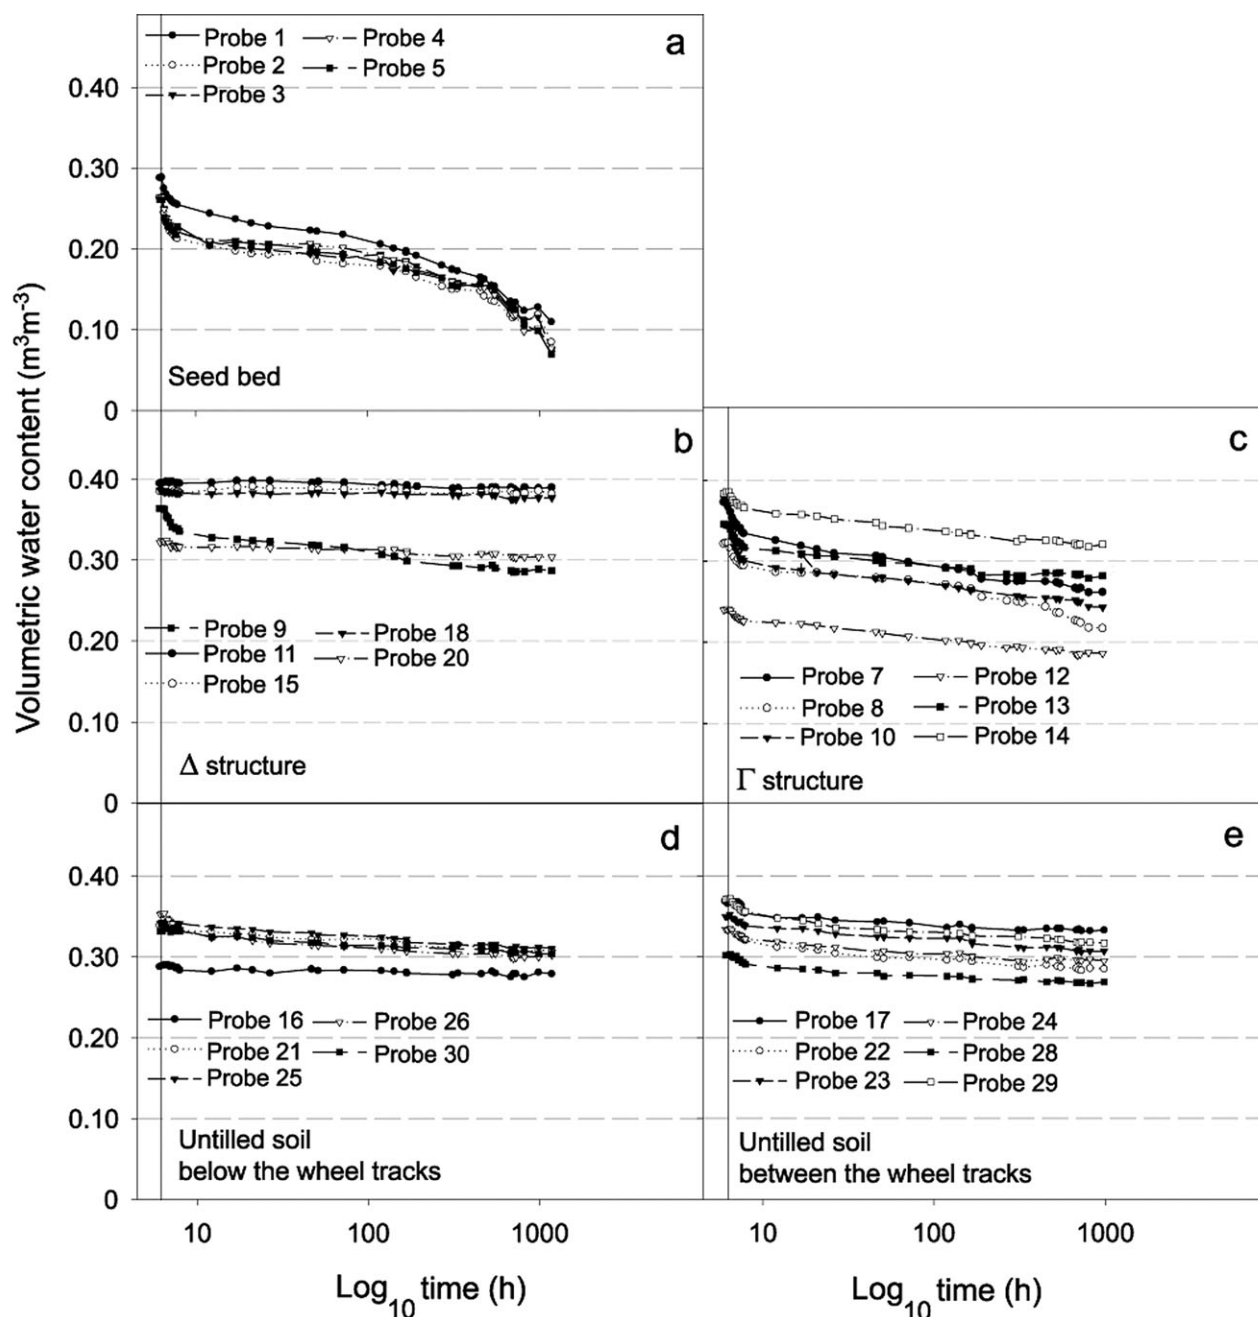 Volumetric water content (m³m⁻³)
a
Probe 1
Probe 4
Probe 2
Probe 5
Probe 3
0.40
0.30
0.20
0.10
0
Seed bed
10
100
1000
b
0.40
0.30
0.20
0.10
0
Probe 9
Probe 18
Probe 11
Probe 20
Probe 15
Δ structure
c
Probe 7
Probe 12
Probe 8
Probe 13
Probe 10
Probe 14
Γ structure
d
0.40
0.30
0.20
0.10
0
Probe 16
Probe 26
Probe 21
Probe 30
Probe 25
Untilled soil
below the wheel tracks
10
100
1000
Log₁₀ time (h)
e
Probe 17
Probe 24
Probe 22
Probe 28
Probe 23
Probe 29
Untilled soil
between the wheel tracks
10
100
1000
Log₁₀ time (h)